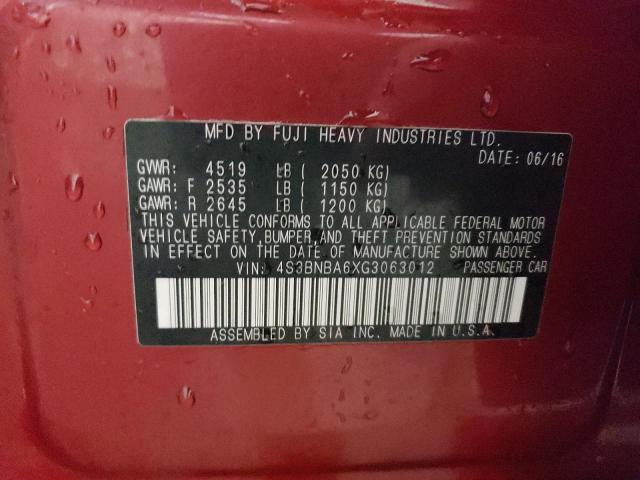 MFD BY FUJI HEAVY INDUSTRIES LTD.
DATE: 06/16
GVWR: 4519 LB ( 2050 KG)
GAWR: F 2535 LB ( 1150 KG)
GAWR: R 2645 LB ( 1200 KG)
THIS VEHICLE CONFORMS TO ALL APPLICABLE FEDERAL MOTOR
VEHICLE SAFETY,BUMPER,AND THEFT PREVENTION STANDARDS
IN EFFECT ON THE DATE OF MANUFACTURE SHOWN ABOVE.
VIN: 4S3BNBA6XG3063012 PASSENGER CAR
ASSEMBLED BY SIA INC. MADE IN U.S.A.